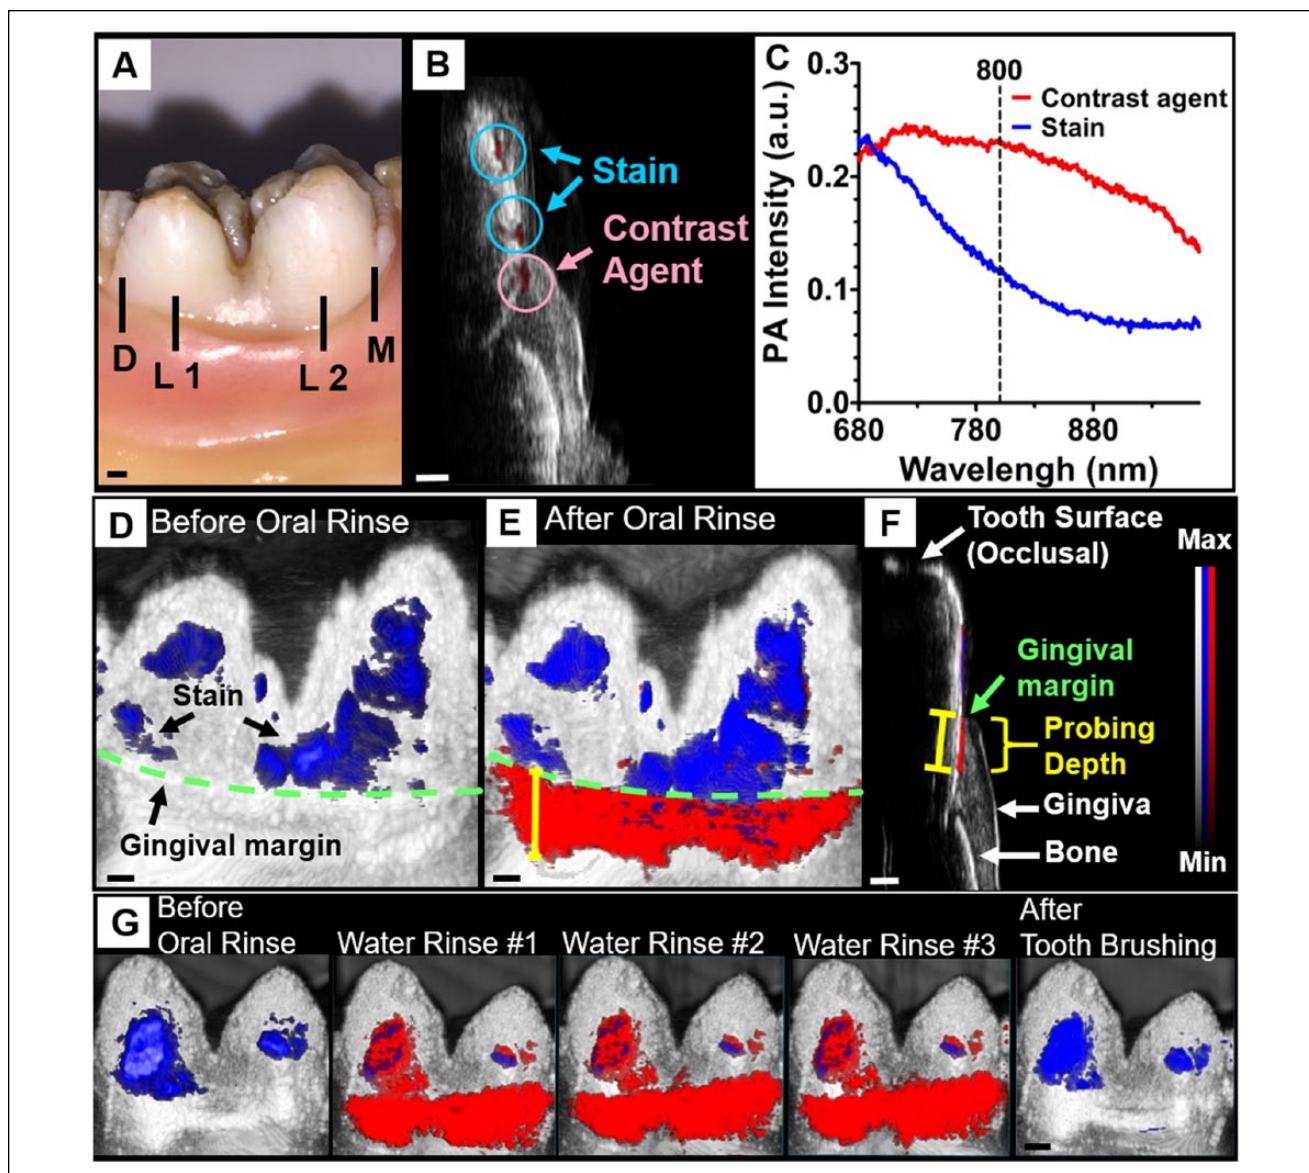 A
D
L 1
L 2
M
B
Stain
Contrast
Agent
C
PA Intensity (a.u.)
0.3
0.2
0.1
0.0
800
Contrast agent
Stain
680
780
880
Wavelengh (nm)
D
Before Oral Rinse
Stain
Gingival margin
E
After Oral Rinse
F
Tooth Surface
(Occlusal)
Gingival
margin
Probing
Depth
Gingiva
Bone
Max
Min
G
Before
Oral Rinse
Water Rinse #1
Water Rinse #2
Water Rinse #3
After
Tooth Brushing